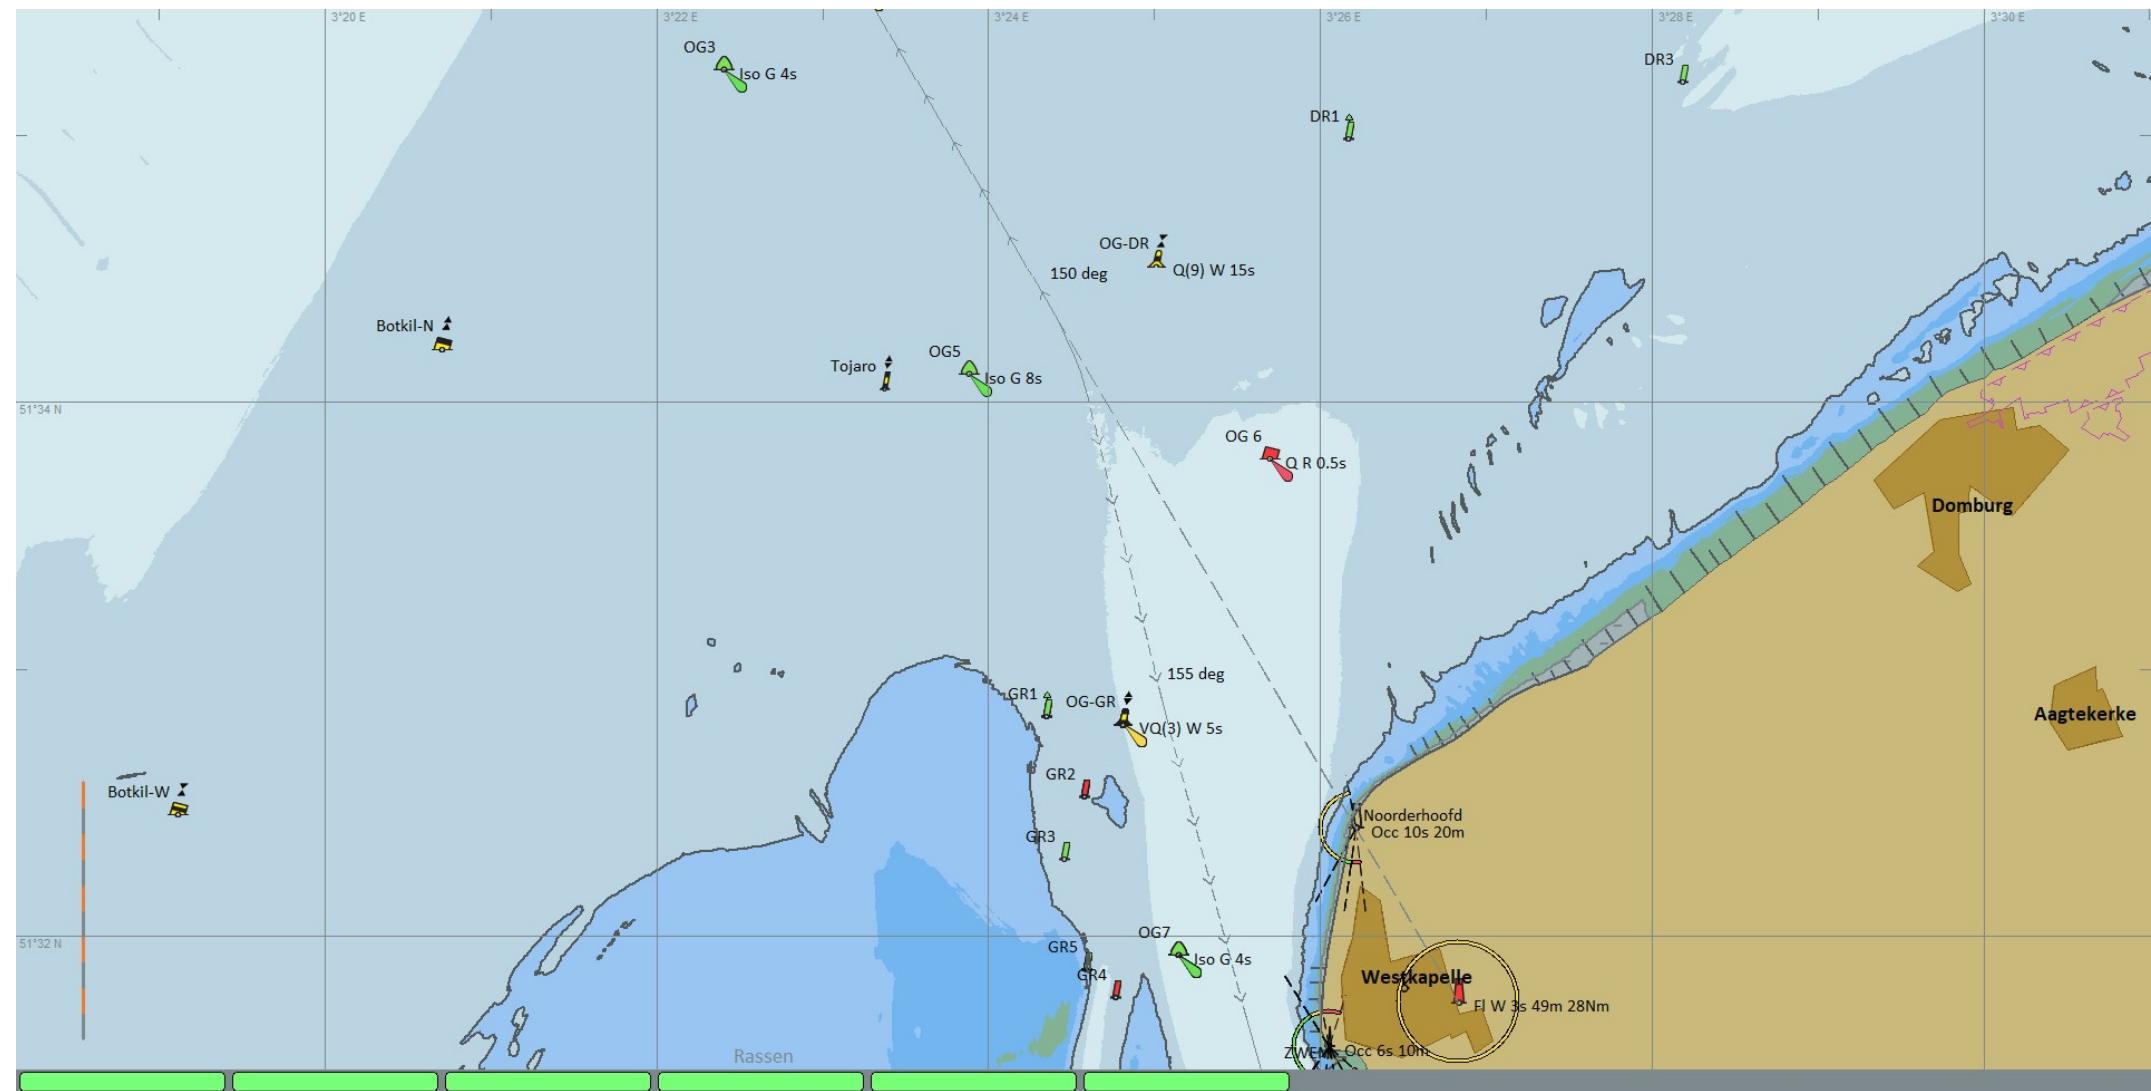 3°20 E
3°22 E
3°24 E
3°26 E
3°28 E
3°30 E
OG3
Iso G 4s
DR3
DR1
OG-DR
Q(9) W 15s
150 deg
Botkil-N
Tojaro
OG5
Iso G 8s
51°34 N
OG 6
Q R 0.5s
Domburg
155 deg
GR1
OG-GR
VQ(3) W 5s
Aagtekerke
GR2
Botkil-W
Noorderhoofd
Occ 10s 20m
GR3
51°32 N
OG7
GR5
Iso G 4s
GR4
Westkapelle
Fl W 3s 49m 28Nm
Rassen
Occ 6s 10m